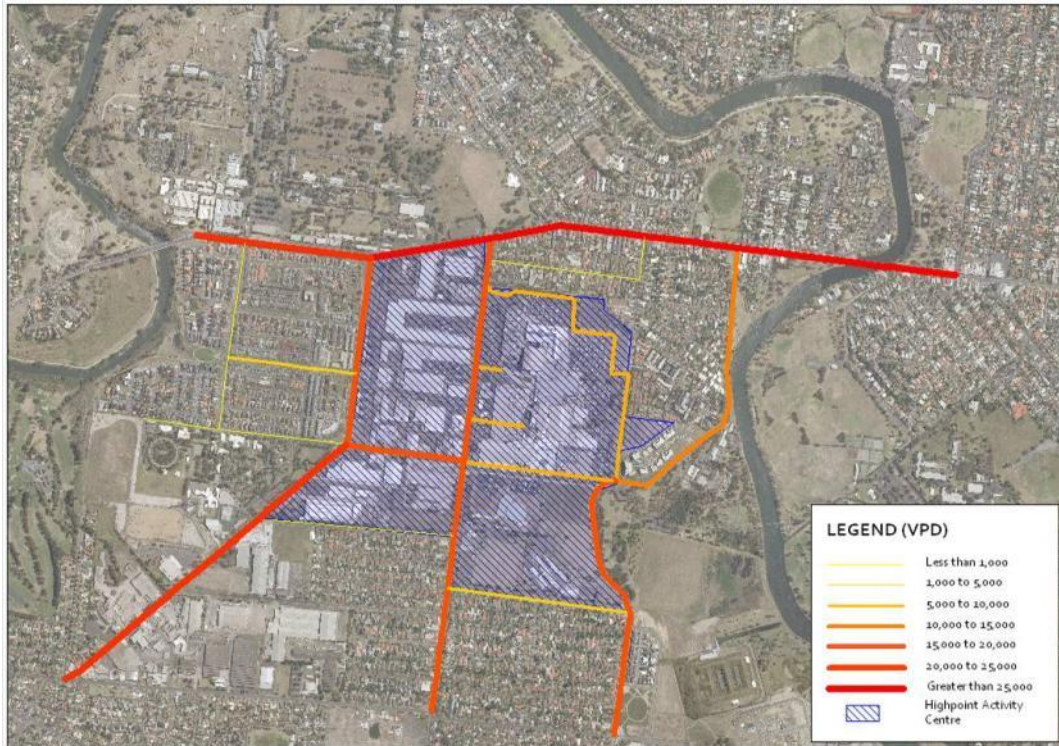 LEGEND (VPD)
Less than 1,000
1,000 to 5,000
5,000 to 10,000
10,000 to 15,000
15,000 to 20,000
20,000 to 25,000
Greater than 25,000
Highpoint Activity
Centre